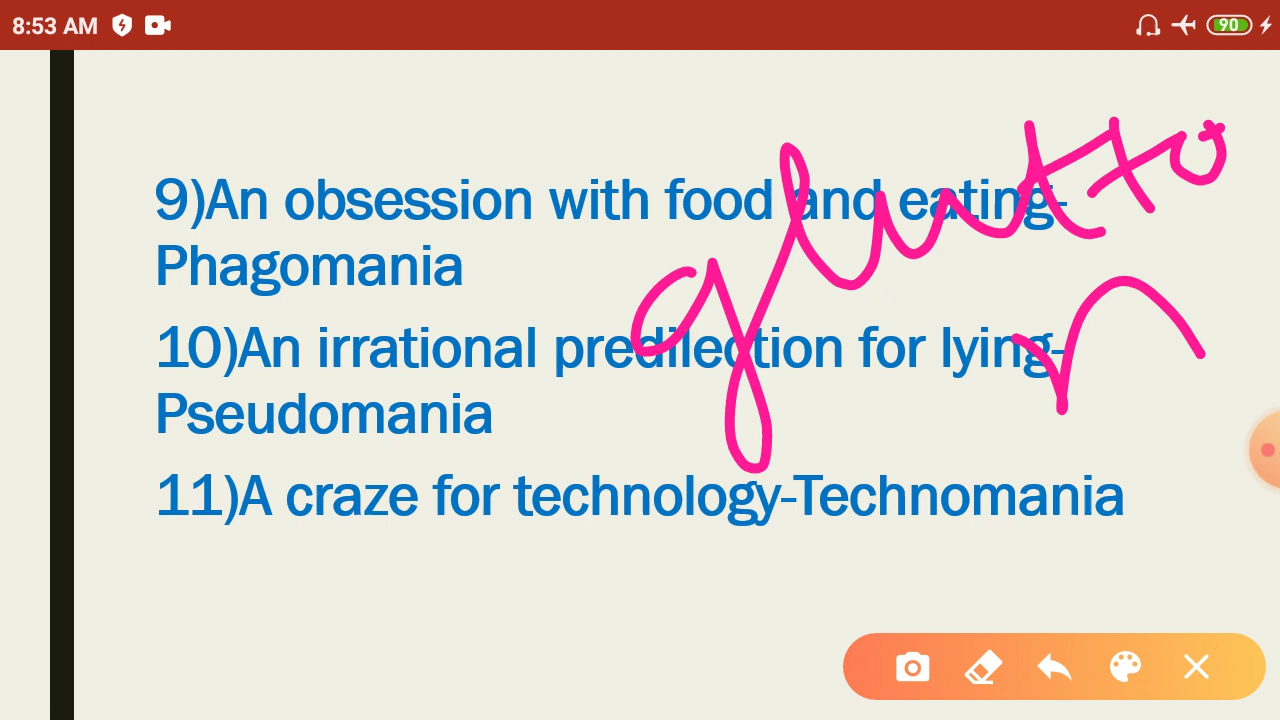 8:53 AM
90
9)An obsession with food and eating-
Phagomania
10)An irrational predilection for lying-
Pseudomania
11)A craze for technology-Technomania
glutto
n